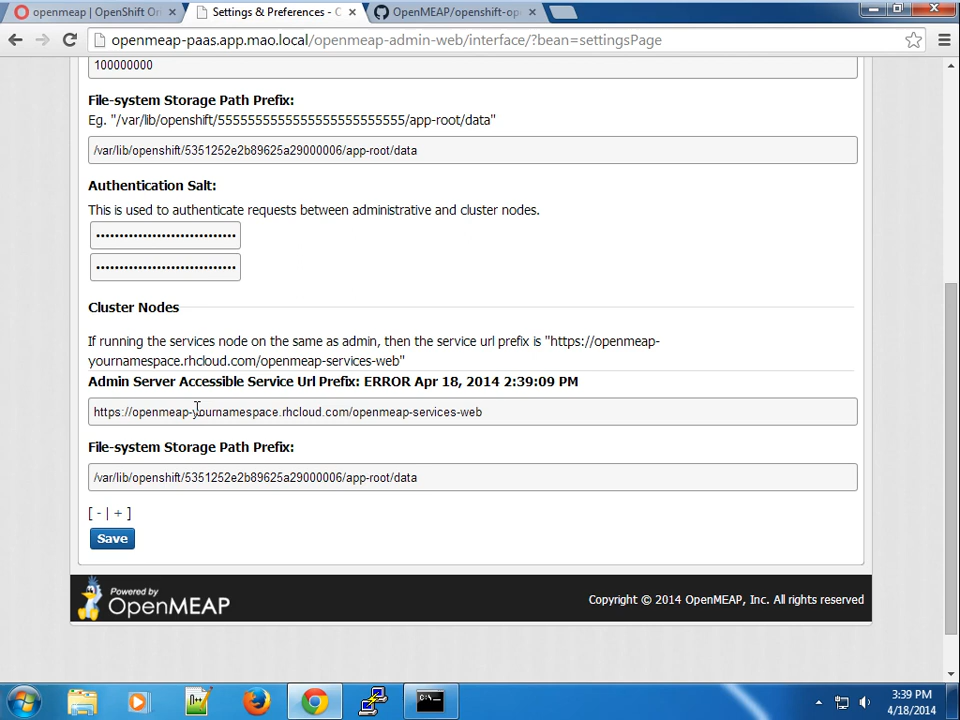 openmeap | OpenShift On
Settings & Preferences - O
OpenMEAP/openshift-op
openmeap-paas.app.mao.local/openmeap-admin-web/interface/?bean=settingsPage
100000000
File-system Storage Path Prefix:
Eg. "/var/lib/openshift/555555555555555555555555/app-root/data"
/var/lib/openshift/5351252e2b89625a29000006/app-root/data
Authentication Salt:
This is used to authenticate requests between administrative and cluster nodes.
Cluster Nodes
If running the services node on the same as admin, then the service url prefix is "https://openmeap-
yournamespace.rhcloud.com/openmeap-services-web"
Admin Server Accessible Service Url Prefix: ERROR Apr 18, 2014 2:39:09 PM
https://openmeap-yournamespace.rhcloud.com/openmeap-services-web
File-system Storage Path Prefix:
/var/lib/openshift/5351252e2b89625a29000006/app-root/data
[ - | + ]
Save
Powered by
OpenMEAP
Copyright © 2014 OpenMEAP, Inc. All rights reserved
3:39 PM
4/18/2014